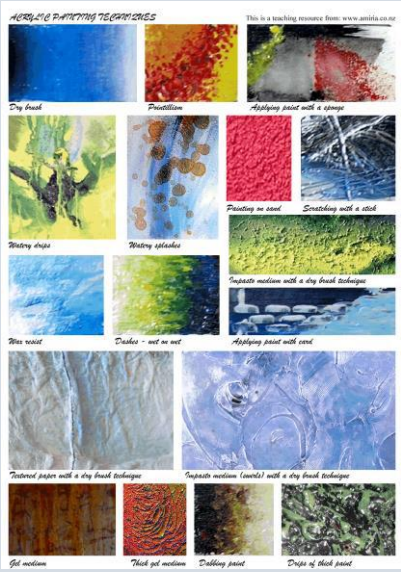 ACRYLIC PAINTING TECHNIQUES
This is a teaching resource from: www.amiria.co.nz
Dry brush
Pointillism
Applying paint with a sponge
Painting on sand
Scratching with a stick
Watery drips
Watery splashes
Impasto medium with a dry brush technique
Wax resist
Dashes - wet on wet
Applying paint with card
Textured paper with a dry brush technique
Impasto medium (swirls) with a dry brush technique
Gel medium
Thick gel medium
Dabbing paint
Drips of thick paint